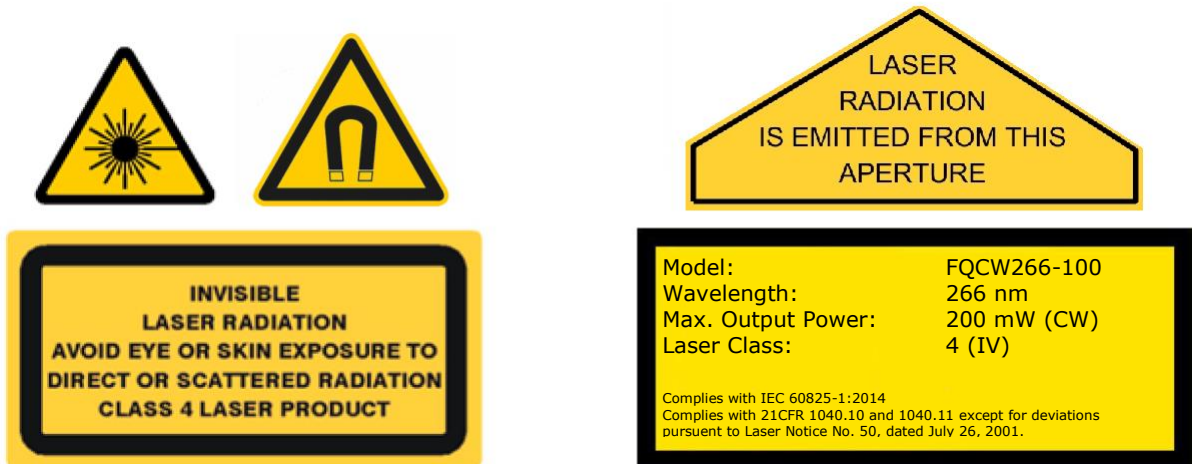 LASER
RADIATION
IS EMITTED FROM THIS
APERTURE
INVISIBLE
LASER RADIATION
AVOID EYE OR SKIN EXPOSURE TO
DIRECT OR SCATTERED RADIATION
CLASS 4 LASER PRODUCT
Model: FQCW266-100
Wavelength: 266 nm
Max. Output Power: 200 mW (CW)
Laser Class: 4 (IV)
Complies with IEC 60825-1:2014
Complies with 21CFR 1040.10 and 1040.11 except for deviations
pursuant to Laser Notice No. 50, dated July 26, 2001.